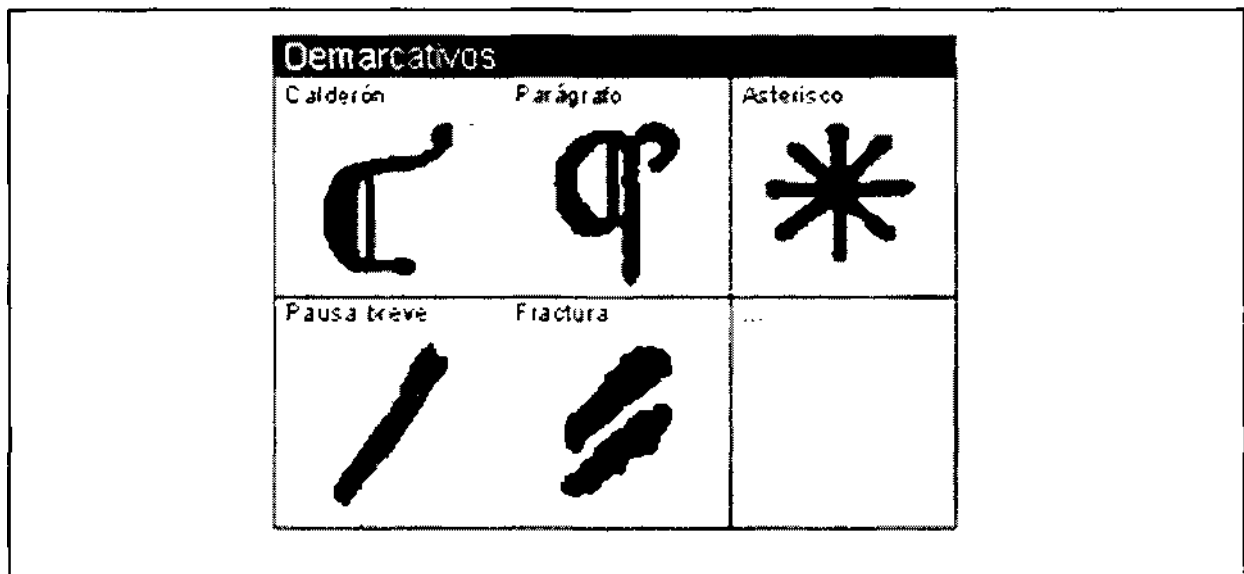 Demarcativos
Calderón Parágrafo Asterisco
Pausa breve Fractura ...